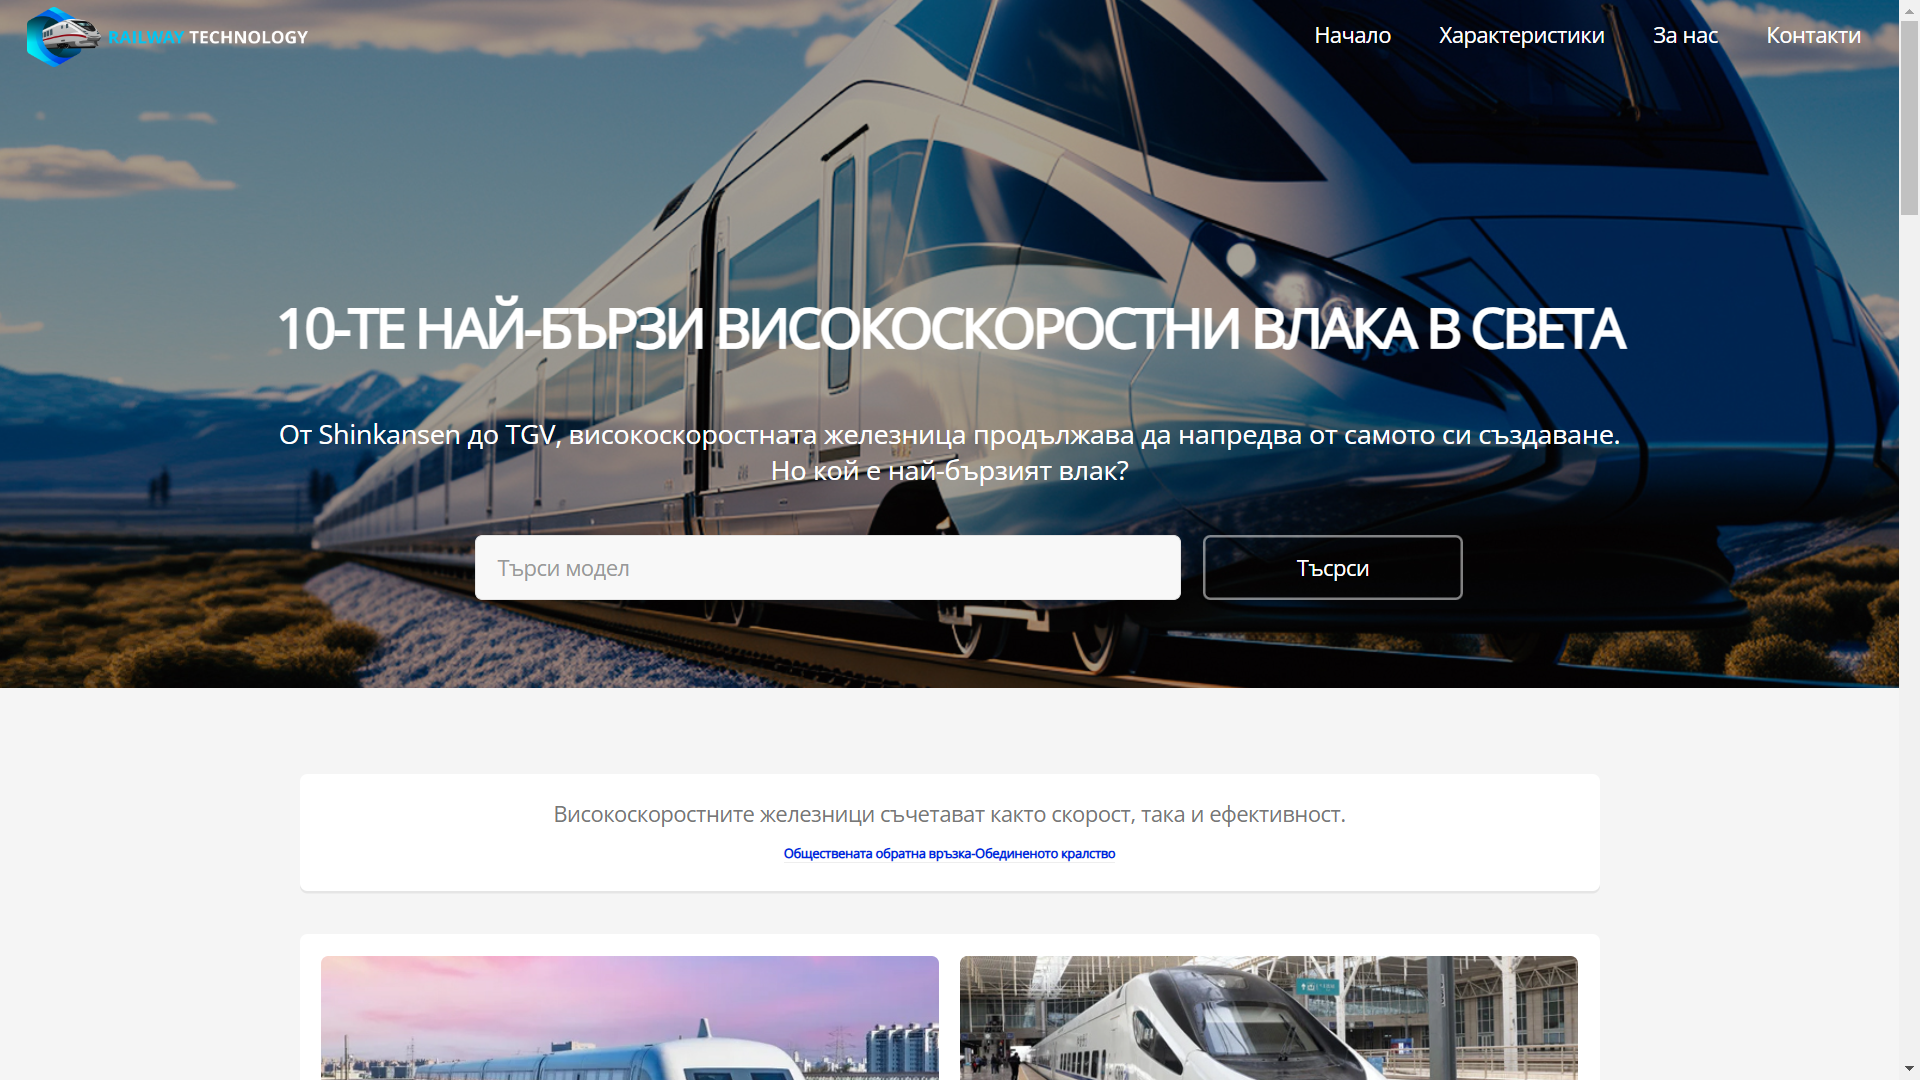 RAILWAY TECHNOLOGY
Начало
Характеристики
За нас
Контакти
10-ТЕ НАЙ-БЪРЗИ ВИСОКОСКОРОСТНИ ВЛАКА В СВЕТА
От Shinkansen до TGV, високоскоростната железница продължава да напредва от самото си създаване.
Но кой е най-бързият влак?
Търси модел
Тъсрси
Високоскоростните железници съчетават както скорост, така и ефективност.
Обществената обратна връзка-Обединеното кралство